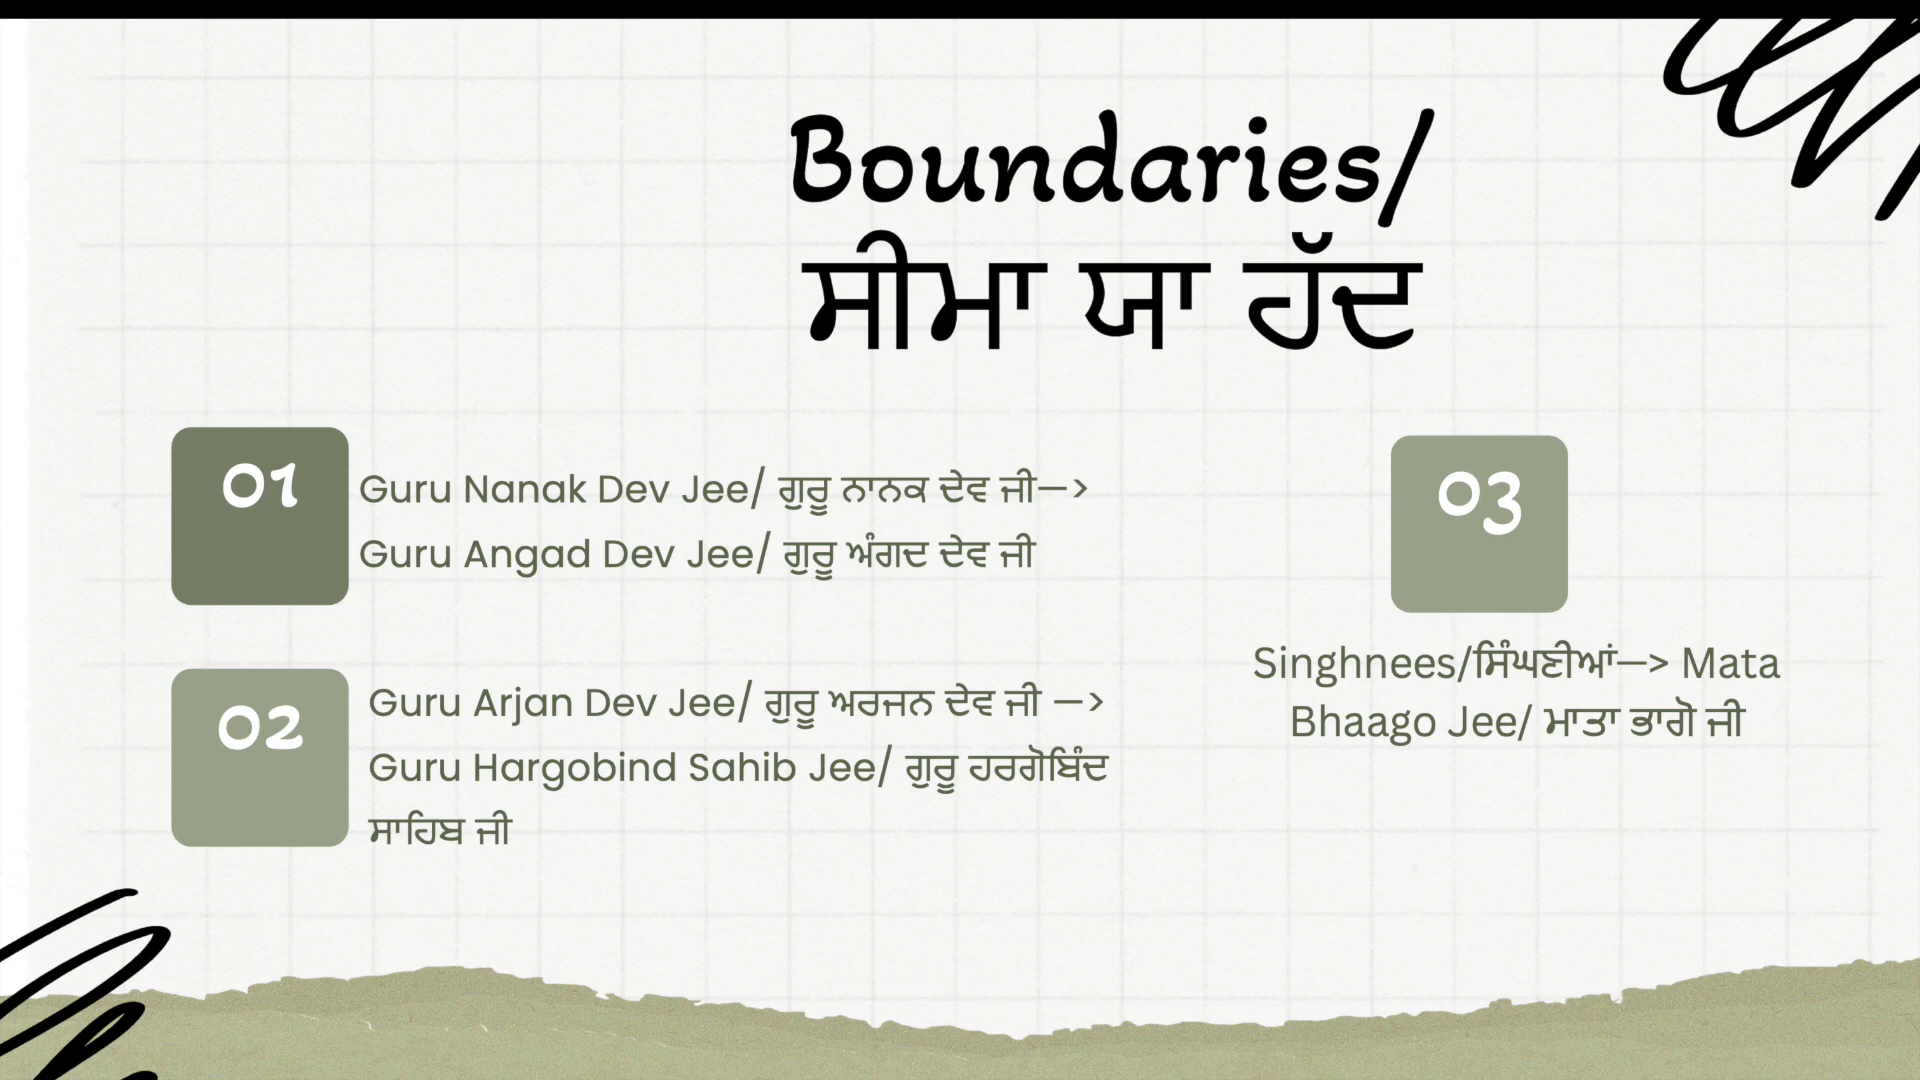 Boundaries/
ਸੀਮਾ ਯਾ ਹੱਦ
01
Guru Nanak Dev Jee/ ਗੁਰੂ ਨਾਨਕ ਦੇਵ ਜੀ—>
Guru Angad Dev Jee/ ਗੁਰੂ ਅੰਗਦ ਦੇਵ ਜੀ
02
Guru Arjan Dev Jee/ ਗੁਰੂ ਅਰਜਨ ਦੇਵ ਜੀ —>
Guru Hargobind Sahib Jee/ ਗੁਰੂ ਹਰਗੋਬਿੰਦ
ਸਾਹਿਬ ਜੀ
03
Singhnees/ਸਿੰਘਣੀਆਂ—> Mata
Bhaago Jee/ ਮਾਤਾ ਭਾਗੋ ਜੀ